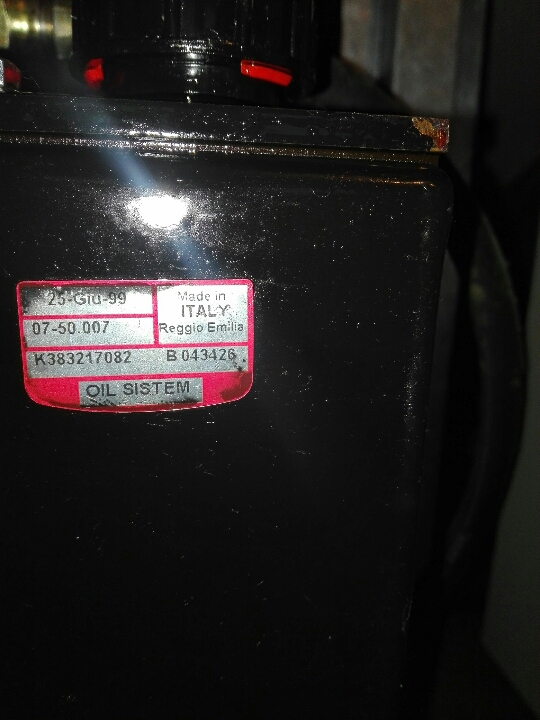 25-Giu-99
07-50.007
Made in
ITALY
Reggio Emilia
K383217082 B 043426
OIL SISTEM